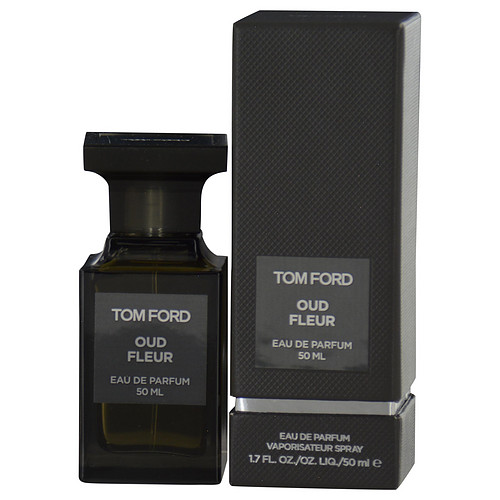 TOM FORD
OUD
FLEUR
EAU DE PARFUM
50 ML
TOM FORD
OUD
FLEUR
EAU DE PARFUM
50 ML
EAU DE PARFUM
VAPORISATEUR SPRAY
1.7 FL. OZ./OZ. LIQ./50 ml e